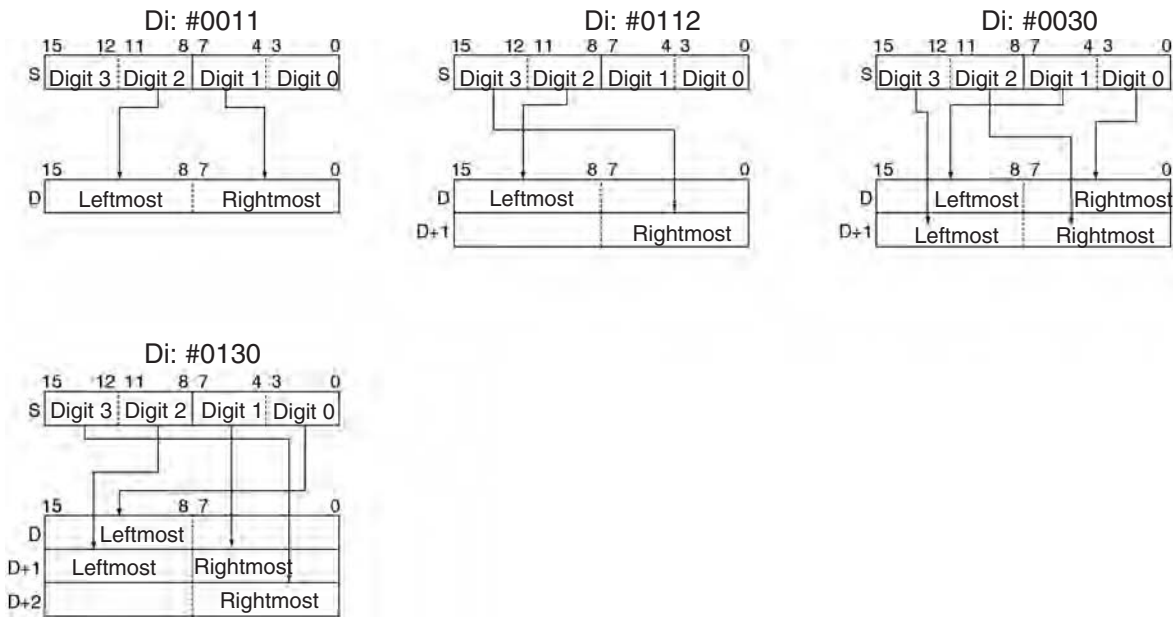 Di: #0011
15 12 11 8 7 4 3 0
S Digit 3 Digit 2 Digit 1 Digit 0
15 8 7 0
D Leftmost Rightmost
Di: #0112
15 12 11 8 7 4 3 0
S Digit 3 Digit 2 Digit 1 Digit 0
15 8 7 0
D Leftmost
D+1 Rightmost
Di: #0030
15 12 11 8 7 4 3 0
S Digit 3 Digit 2 Digit 1 Digit 0
15 8 7 0
D Leftmost Rightmost
D+1 Leftmost Rightmost
Di: #0130
15 12 11 8 7 4 3 0
S Digit 3 Digit 2 Digit 1 Digit 0
15 8 7 0
D Leftmost
D+1 Leftmost Rightmost
D+2 Rightmost